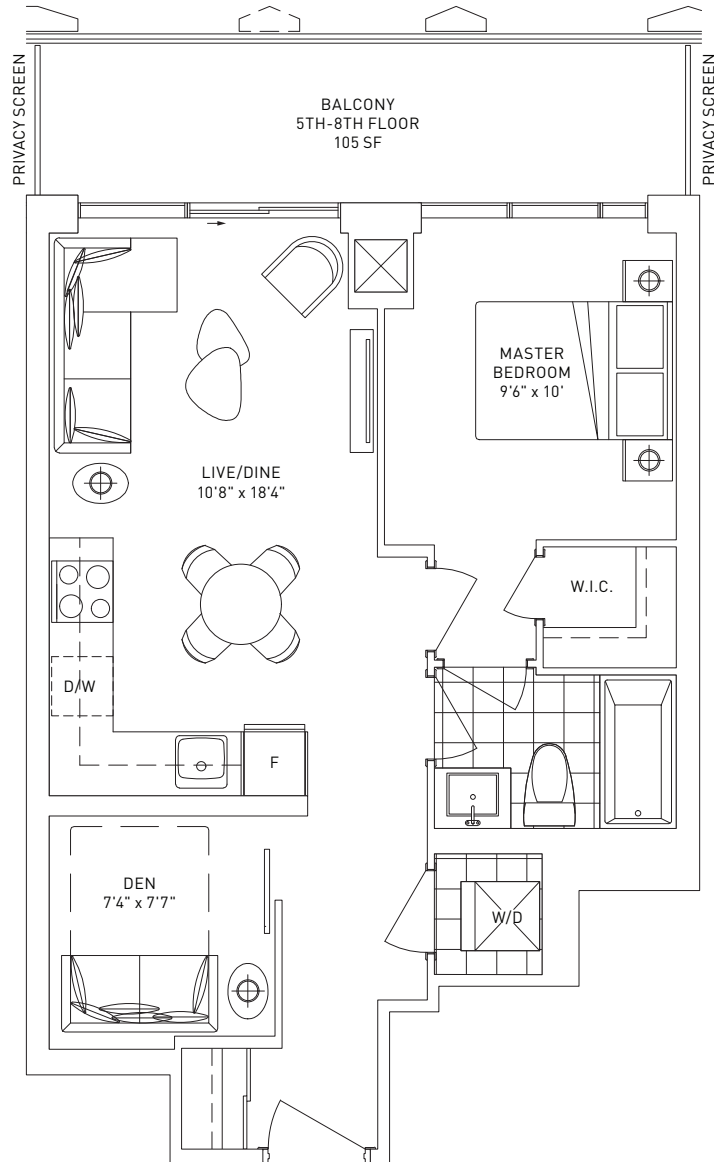 PRIVACY SCREEN
BALCONY
5TH-8TH FLOOR
105 SF
PRIVACY SCREEN
MASTER
BEDROOM
9'6" x 10'
LIVE/DINE
10'8" x 18'4"
W.I.C.
D/W
F
DEN
7'4" x 7'7"
W/D